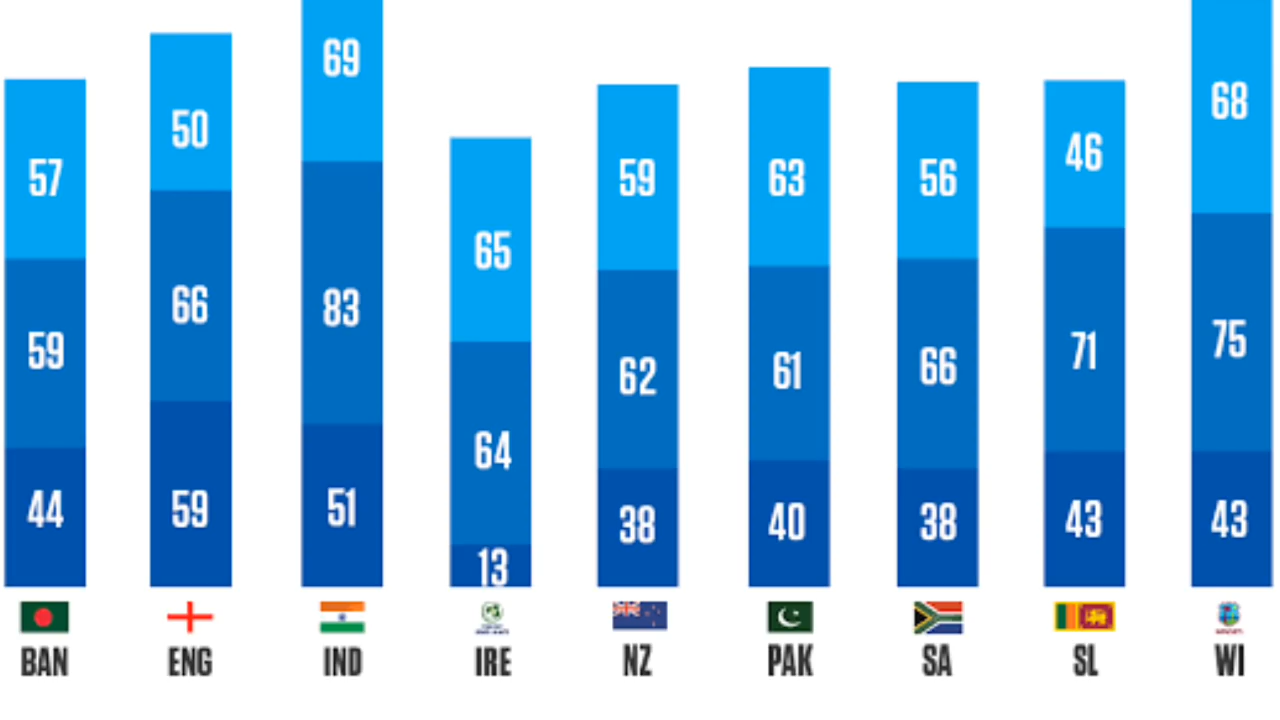 57 50 69 65 59 63 56 46 68
59 66 83 64 62 61 66 71 75
44 59 51 13 38 40 38 43 43
BAN ENG IND IRE NZ PAK SA SL WI